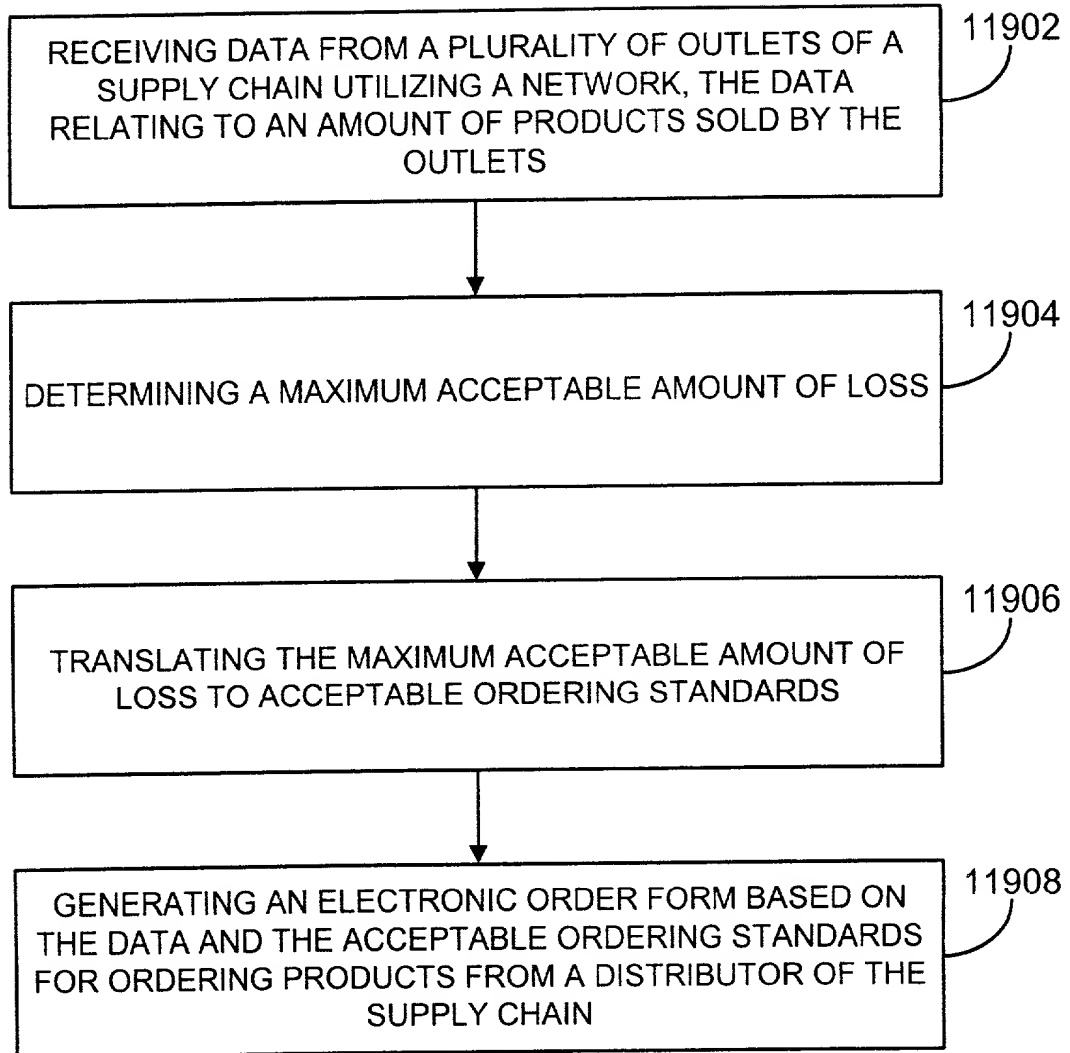 RECEIVING DATA FROM A PLURALITY OF OUTLETS OF A
SUPPLY CHAIN UTILIZING A NETWORK, THE DATA
RELATING TO AN AMOUNT OF PRODUCTS SOLD BY THE
OUTLETS
11902
DETERMINING A MAXIMUM ACCEPTABLE AMOUNT OF LOSS
11904
TRANSLATING THE MAXIMUM ACCEPTABLE AMOUNT OF
LOSS TO ACCEPTABLE ORDERING STANDARDS
11906
GENERATING AN ELECTRONIC ORDER FORM BASED ON
THE DATA AND THE ACCEPTABLE ORDERING STANDARDS
FOR ORDERING PRODUCTS FROM A DISTRIBUTOR OF THE
SUPPLY CHAIN
11908